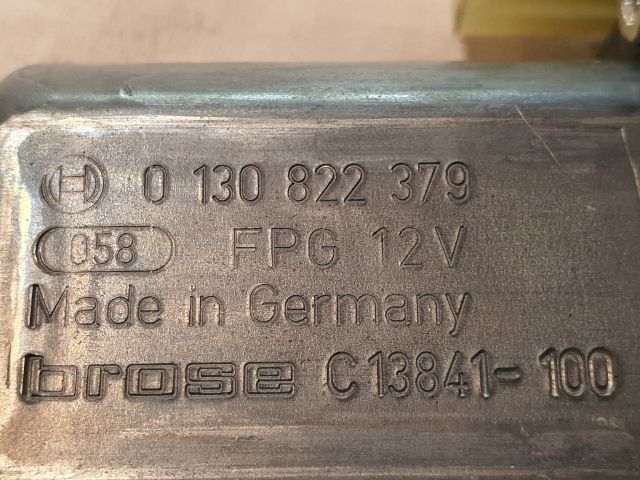 0 130 822 379
058 FPG 12V
Made in Germany
brose C13841-100